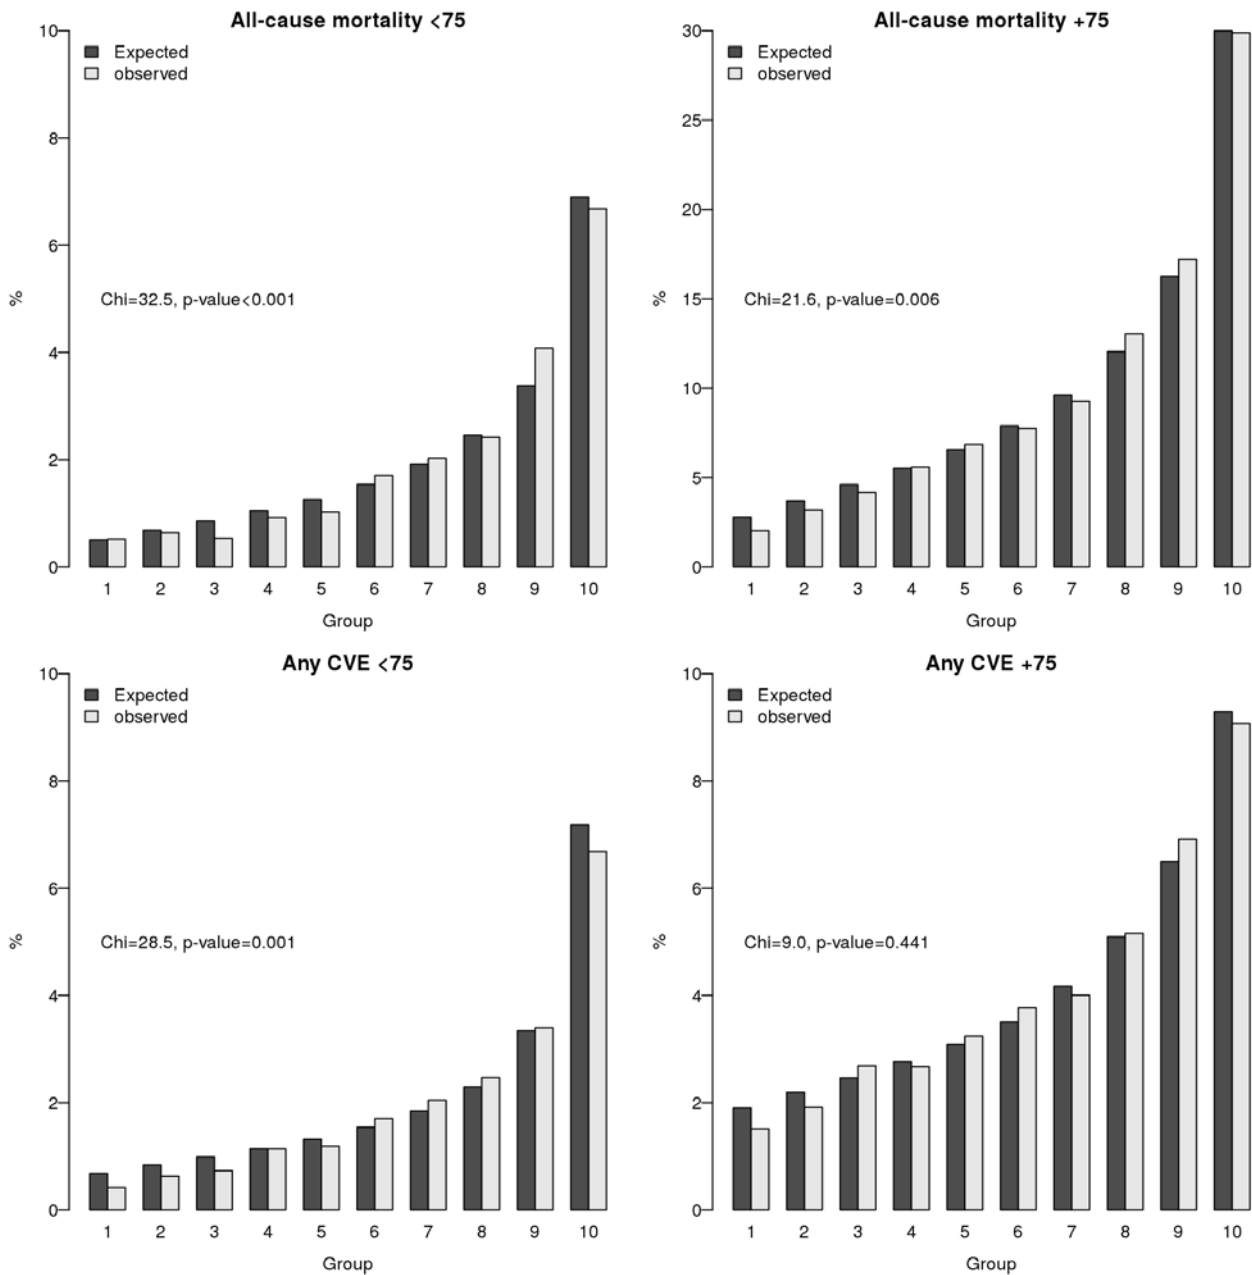 All-cause mortality <75
Expected
observed
Chi=32.5, p-value<0.001
%
10
8
6
4
2
0
1 2 3 4 5 6 7 8 9 10
Group
All-cause mortality +75
Expected
observed
Chi=21.6, p-value=0.006
%
30
25
20
15
10
5
0
1 2 3 4 5 6 7 8 9 10
Group
Any CVE <75
Expected
observed
Chi=28.5, p-value=0.001
%
10
8
6
4
2
0
1 2 3 4 5 6 7 8 9 10
Group
Any CVE +75
Expected
observed
Chi=9.0, p-value=0.441
%
10
8
6
4
2
0
1 2 3 4 5 6 7 8 9 10
Group